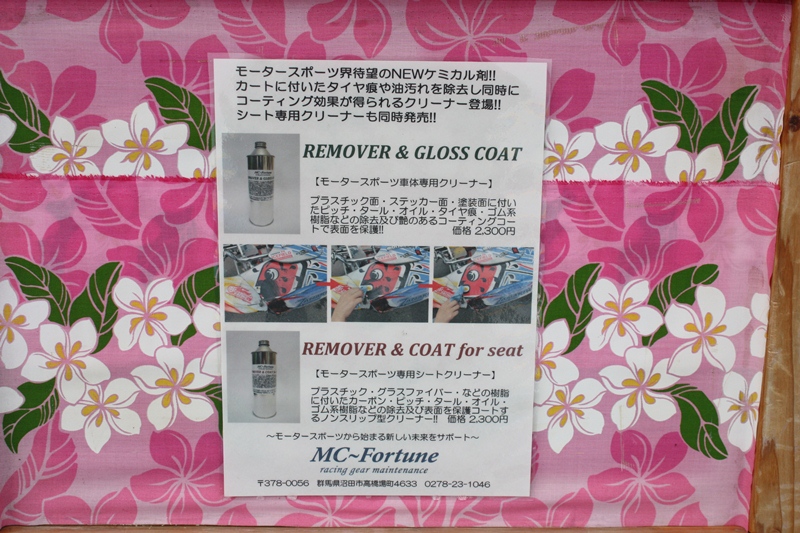 モータースポーツ界待望のNEWケミカル剤!!
カートに付いたタイヤ痕や油汚れを除去し同時に
コーティング効果が得られるクリーナー登場!!
シート専用クリーナーも同時発売!!
REMOVER & GLOSS COAT
【モータースポーツ車体専用クリーナー】
プラスチック面・ステッカー面・塗装面に付い
たピッチ・タール・オイル・タイヤ痕・ゴム系
樹脂などの除去及び艶のあるコーティングコー
トで表面を保護!! 価格 2,300円
REMOVER & COAT for seat
【モータースポーツ専用シートクリーナー】
プラスチック・グラスファイバー・などの樹脂
に付いたカーボン・ピッチ・タール・オイル・
ゴム系樹脂などの除去及び表面を保護コートす
るノンスリップ型クリーナー!! 価格 2,300円
～モータースポーツから始まる新しい未来をサポート～
MC~Fortune
racing gear maintenance
〒378-0056 群馬県沼田市高橋場町4633 0278-23-1046